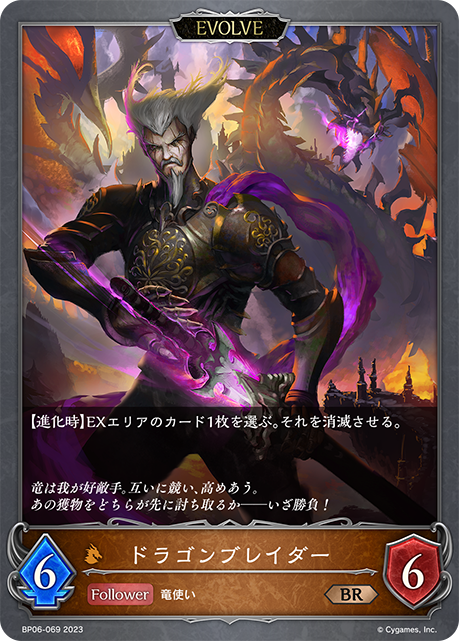 EVOLVE
【進化時】EXエリアのカード1枚を選ぶ。それを消滅させる。
竜は我が好敵手。互いに競い、高めあう。
あの獲物をどちらが先に討ち取るか──いざ勝負！
ドラゴンブレイダー
6
6
Follower 竜使い
BR
BP06-069 2023
© Cygames, Inc.